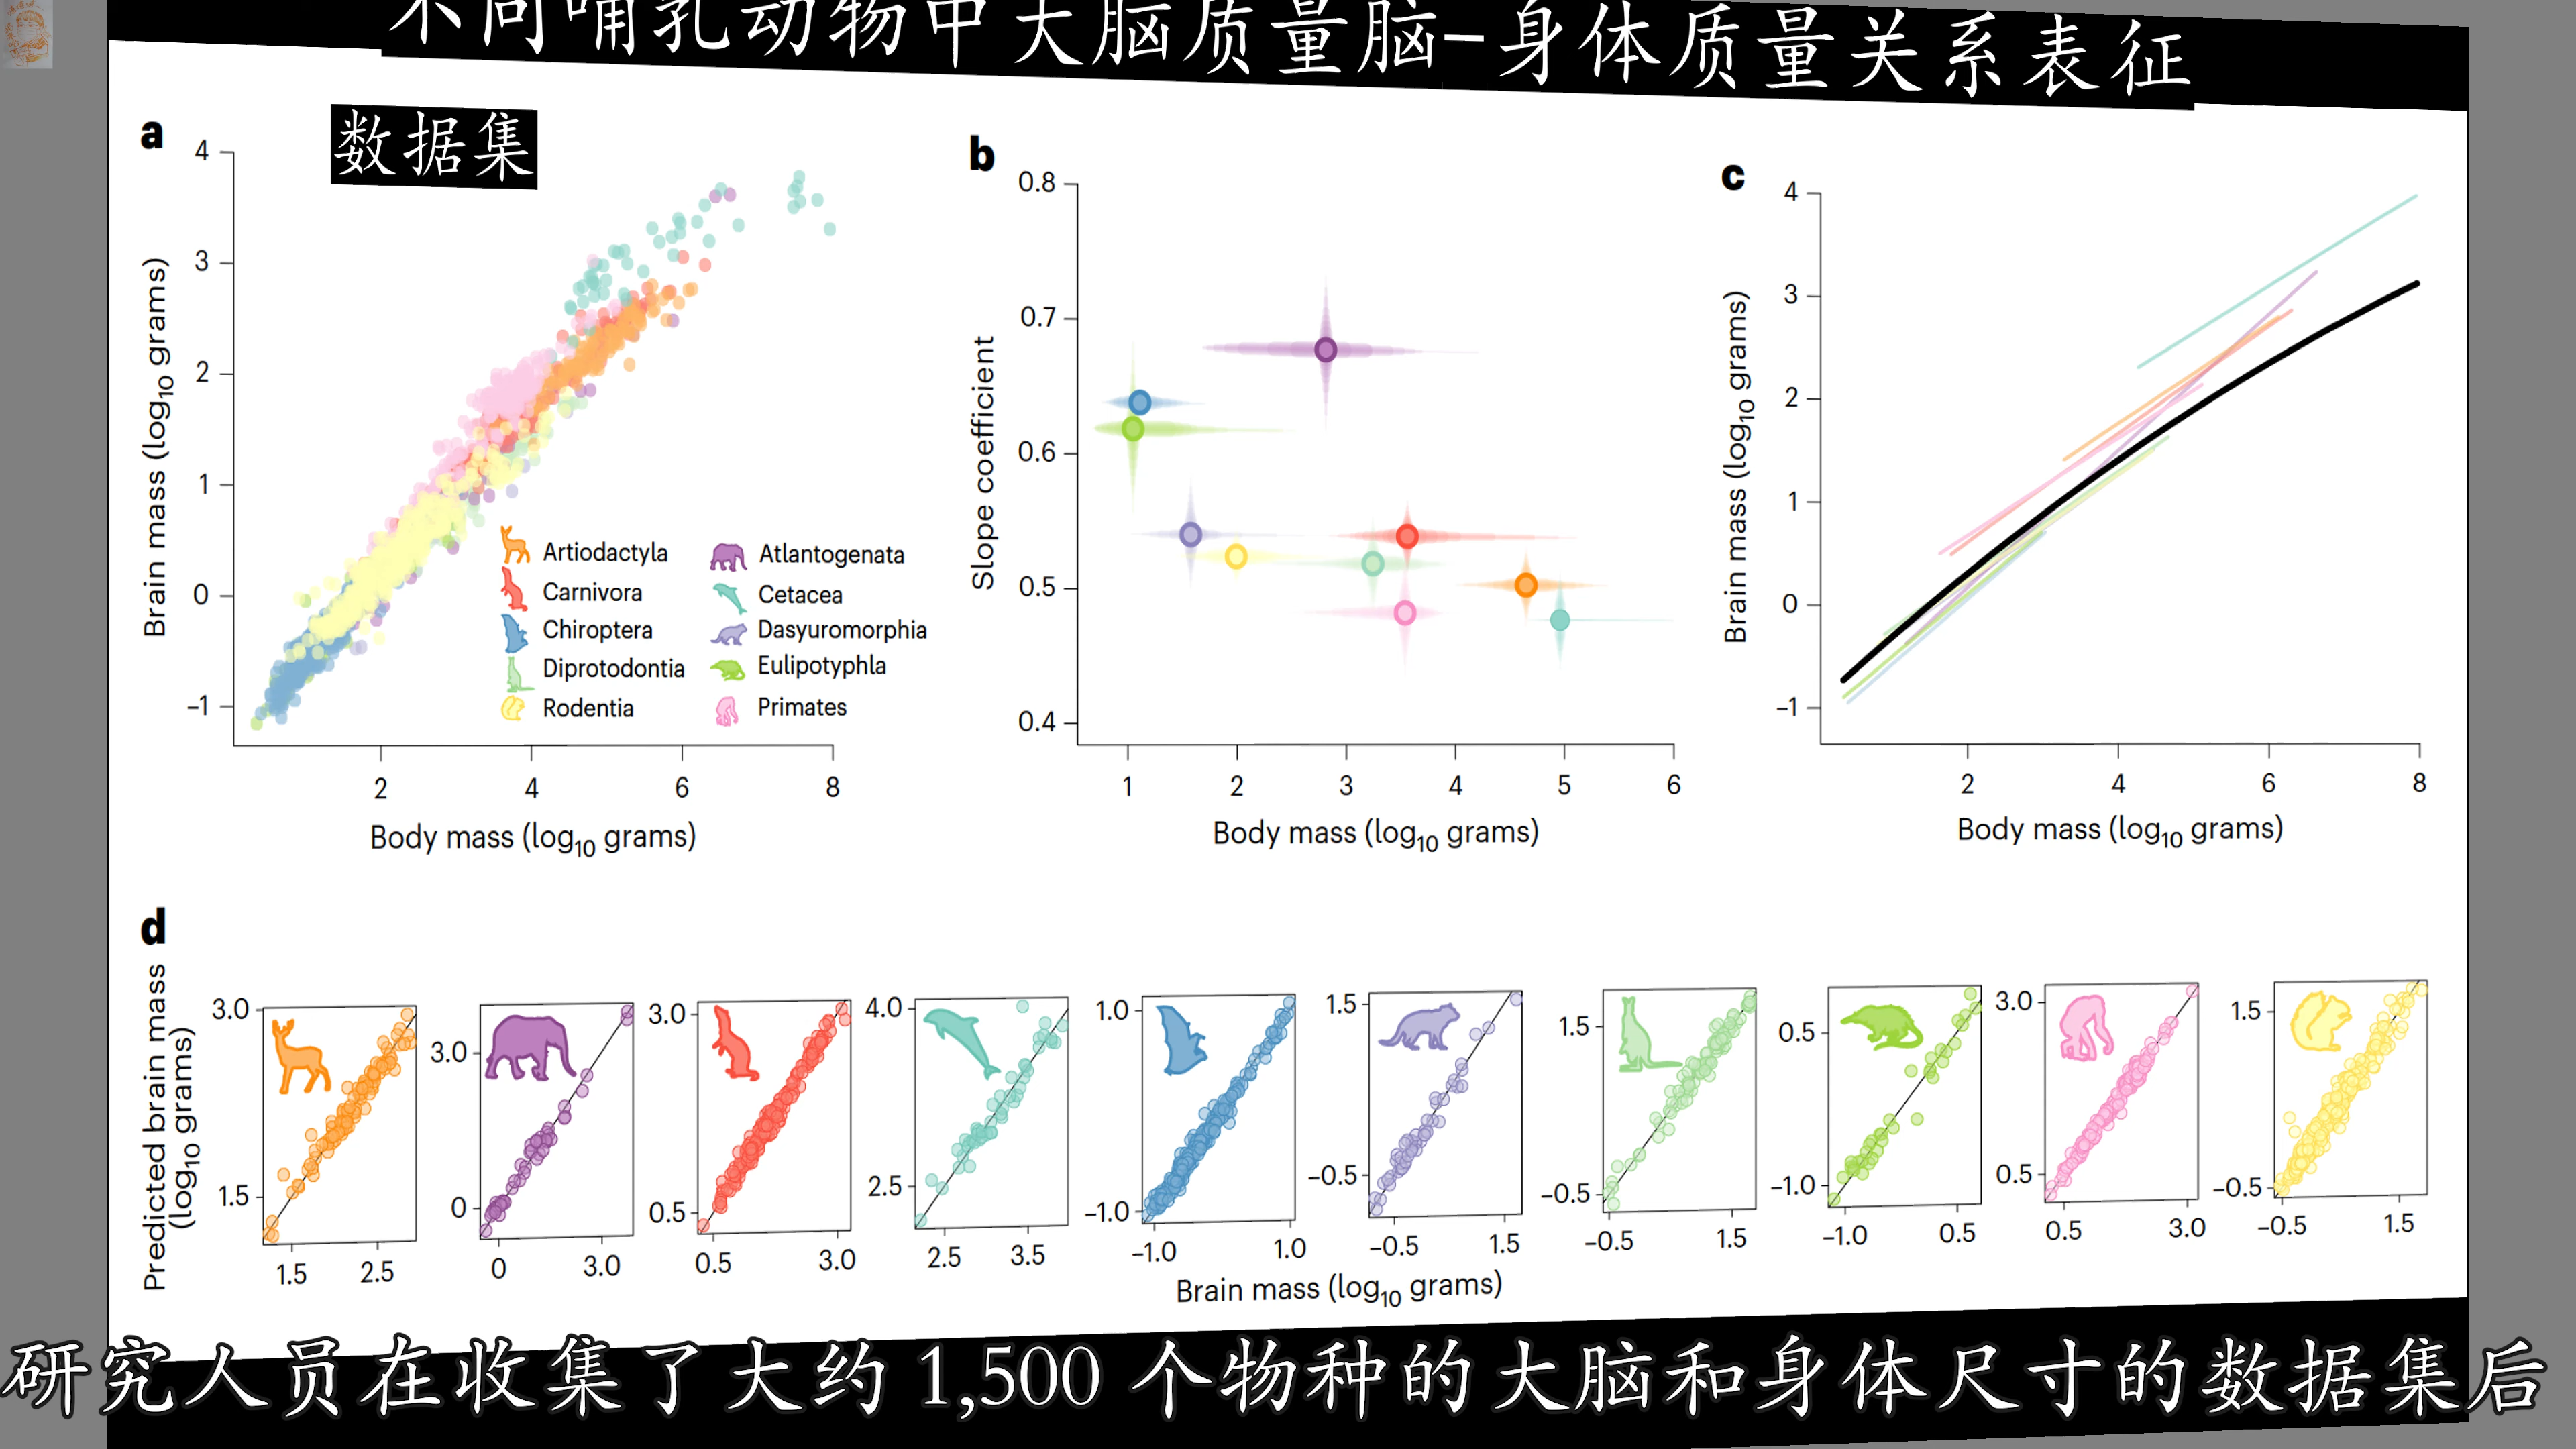 不同哺乳动物中大脑质量脑-身体质量关系表征
数据集
a
4
3
2
1
0
−1
Brain mass (log10 grams)
2 4 6 8
Body mass (log10 grams)
Artiodactyla
Carnivora
Chiroptera
Diprotodontia
Rodentia
Atlantogenata
Cetacea
Dasyuromorphia
Eulipotyphla
Primates
b
0.8
0.7
0.6
0.5
0.4
Slope coefficient
1 2 3 4 5 6
Body mass (log10 grams)
c
4
3
2
1
0
−1
Brain mass (log10 grams)
2 4 6 8
Body mass (log10 grams)
d
Predicted brain mass
(log10 grams)
3.0
1.5
1.5 2.5
3.0
0
0 3.0
3.0
0.5
0.5 3.0
4.0
2.5
2.5 3.5
1.0
−1.0
−1.0 1.0
1.5
−0.5
−0.5 1.5
1.5
−0.5
−0.5 1.5
0.5
−1.0
−1.0 0.5
3.0
0.5
0.5 3.0
1.5
−0.5
−0.5 1.5
Brain mass (log10 grams)
研究人员在收集了大约 1,500 个物种的大脑和身体尺寸的数据集后